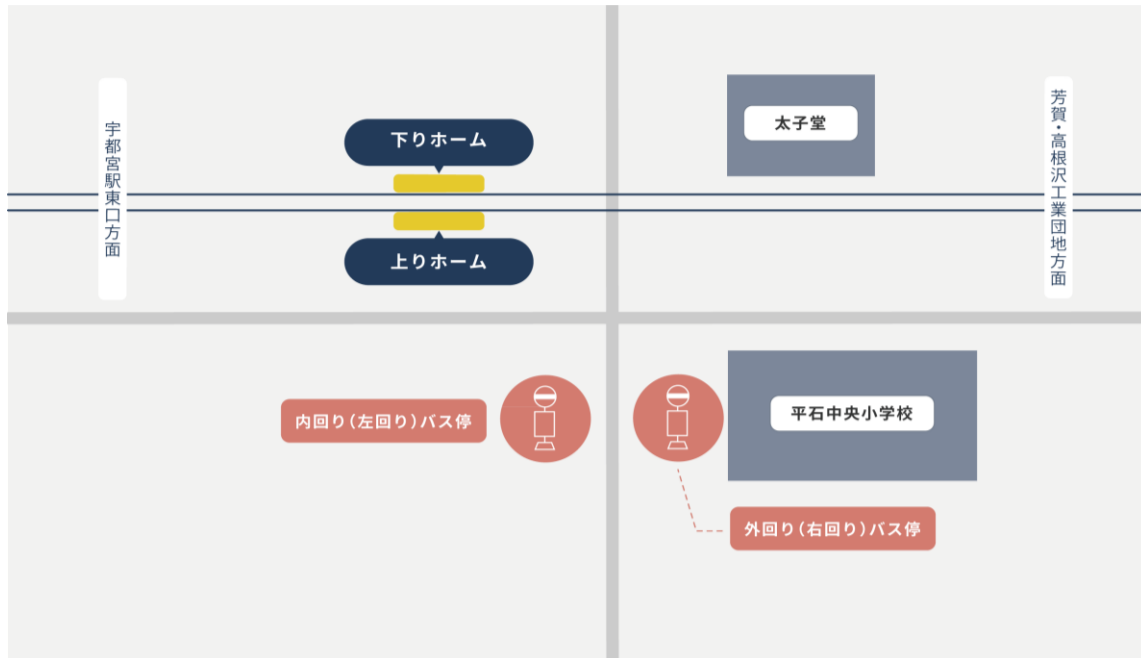 宇都宮駅東口方面
下りホーム
上りホーム
太子堂
芳賀・高根沢工業団地方面
内回り(左回り)バス停
平石中央小学校
外回り(右回り)バス停